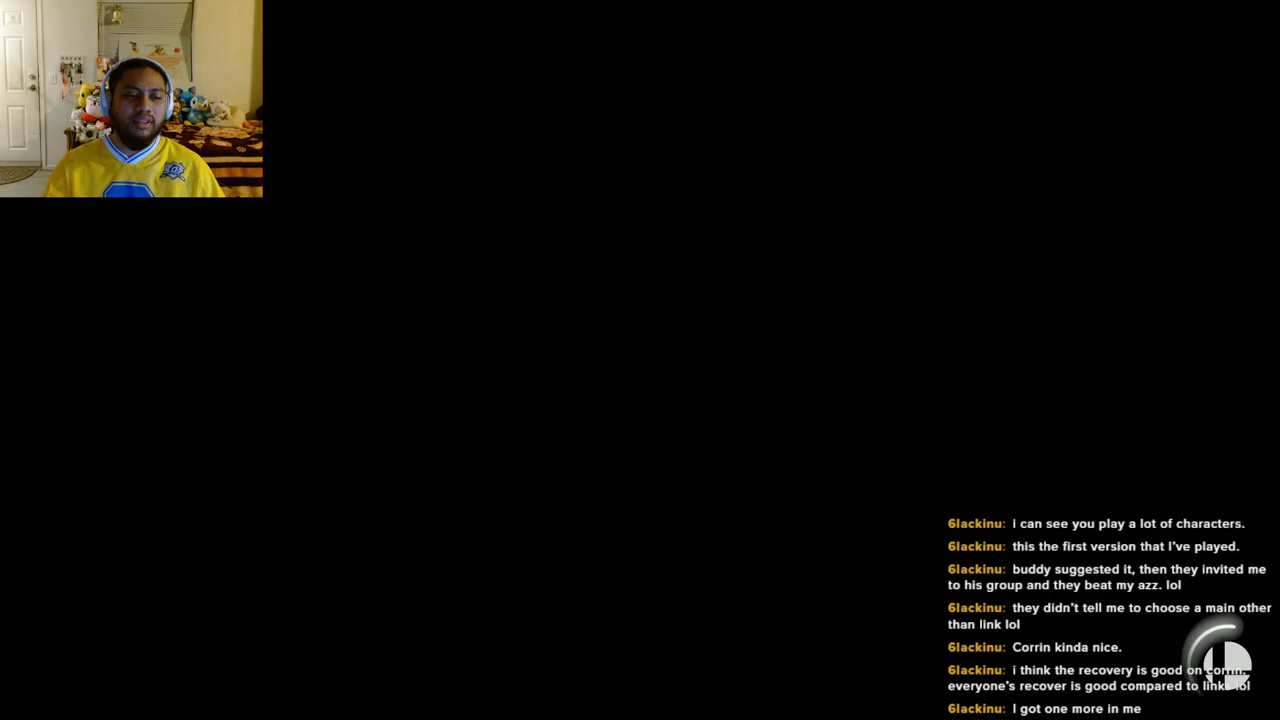 6lackinu: i can see you play a lot of characters.
6lackinu: this the first version that I've played.
6lackinu: buddy suggested it, then they invited me
to his group and they beat my azz. lol
6lackinu: they didn't tell me to choose a main other
than link lol
6lackinu: Corrin kinda nice.
6lackinu: i think the recovery is good on corrin.
everyone's recover is good compared to links lol
6lackinu: I got one more in me